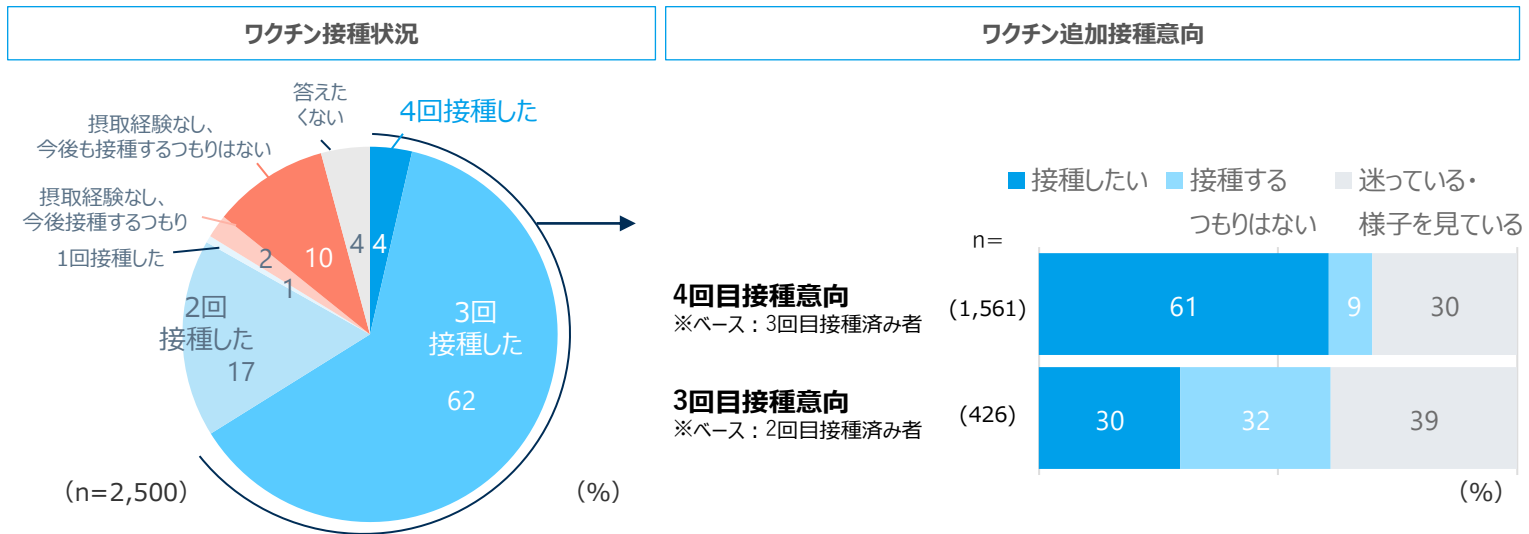 ワクチン接種状況
ワクチン追加接種意向
答えた
くない
4回接種した
摂取経験なし、
今後も接種するつもりはない
摂取経験なし、
今後接種するつもり
1回接種した
2回
接種した
17
1
2
10
4
4
3回
接種した
62
(n=2,500)
(%)
接種したい
接種する
つもりはない
迷っている・
様子を見ている
n=
4回目接種意向
※ベース：3回目接種済み者
(1,561)
61
9
30
3回目接種意向
※ベース：2回目接種済み者
(426)
30
32
39
(%)